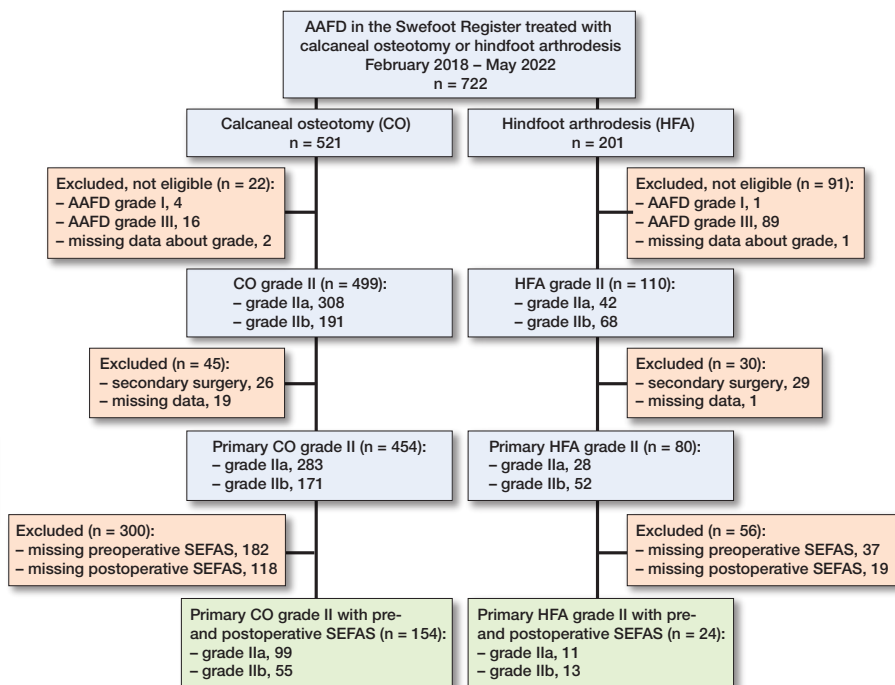 AAFD in the Swefoot Register treated with
calcaneal osteotomy or hindfoot arthrodesis
February 2018 – May 2022
n = 722
Calcaneal osteotomy (CO)
n = 521
Hindfoot arthrodesis (HFA)
n = 201
Excluded, not eligible (n = 22):
– AAFD grade I, 4
– AAFD grade III, 16
– missing data about grade, 2
Excluded, not eligible (n = 91):
– AAFD grade I, 1
– AAFD grade III, 89
– missing data about grade, 1
CO grade II (n = 499):
– grade IIa, 308
– grade IIb, 191
HFA grade II (n = 110):
– grade IIa, 42
– grade IIb, 68
Excluded (n = 45):
– secondary surgery, 26
– missing data, 19
Excluded (n = 30):
– secondary surgery, 29
– missing data, 1
Primary CO grade II (n = 454):
– grade IIa, 283
– grade IIb, 171
Primary HFA grade II (n = 80):
– grade IIa, 28
– grade IIb, 52
Excluded (n = 300):
– missing preoperative SEFAS, 182
– missing postoperative SEFAS, 118
Excluded (n = 56):
– missing preoperative SEFAS, 37
– missing postoperative SEFAS, 19
Primary CO grade II with pre-
and postoperative SEFAS (n = 154):
– grade IIa, 99
– grade IIb, 55
Primary HFA grade II with pre-
and postoperative SEFAS (n = 24):
– grade IIa, 11
– grade IIb, 13